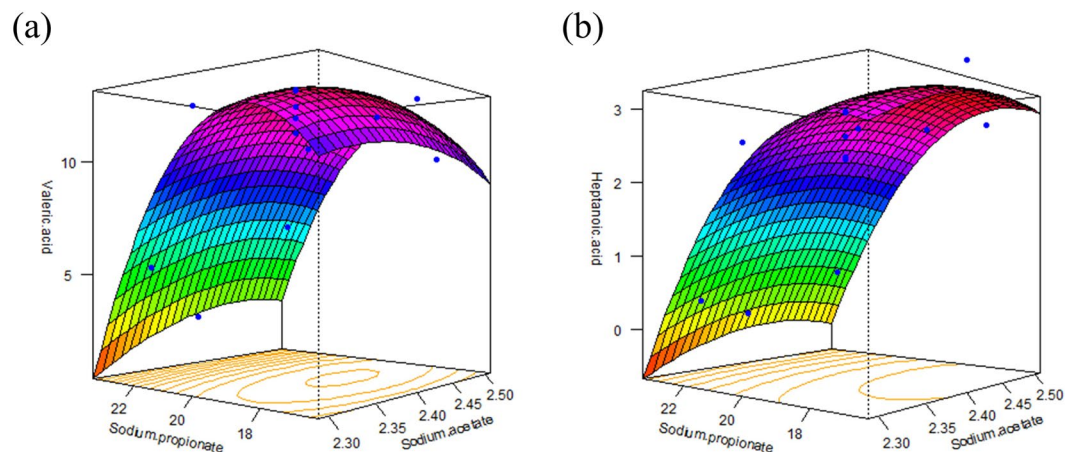 (a)
Valeric.acid
10
5
22
20
18
Sodium.propionate
2.30
2.35
2.40
2.45
2.50
Sodium.acetate
(b)
Heptanoic.acid
3
2
1
0
22
20
18
Sodium.propionate
2.30
2.35
2.40
2.45
2.50
Sodium.acetate